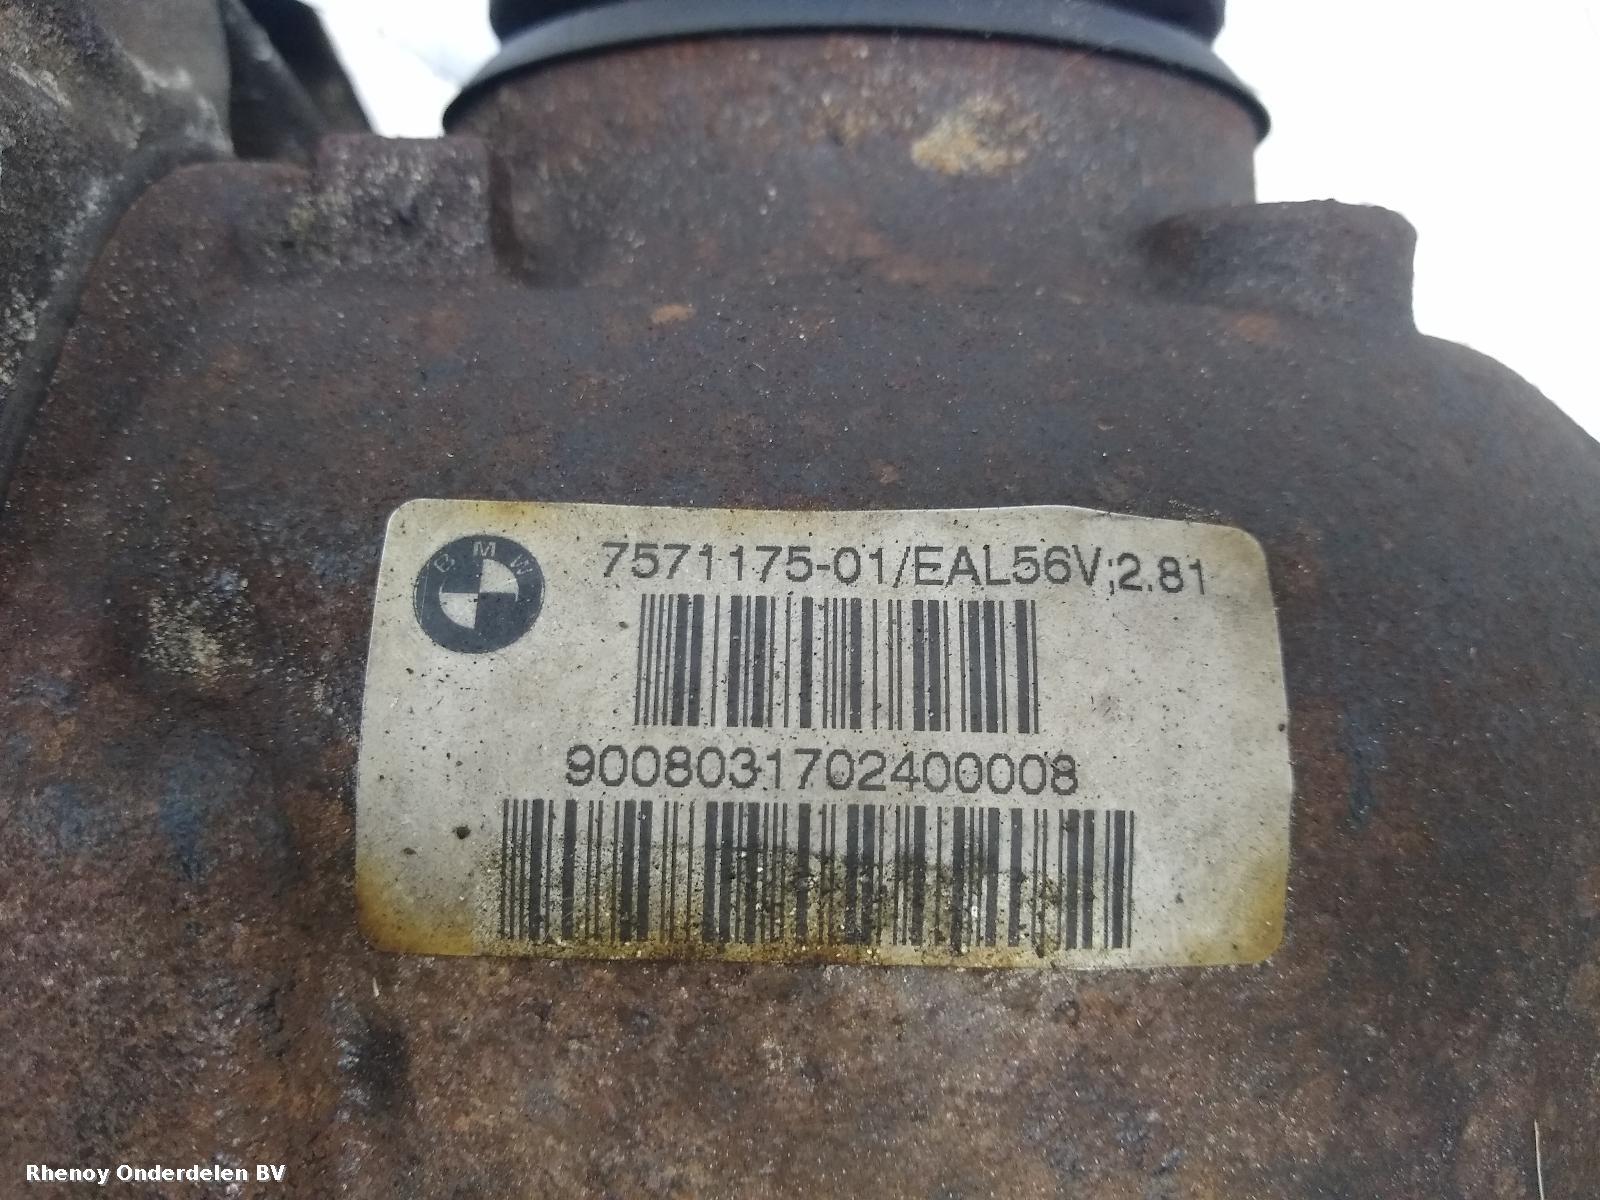 BMW
7571175-01/EAL56V;2.81
9008031702400008
Rhenoy Onderdelen BV